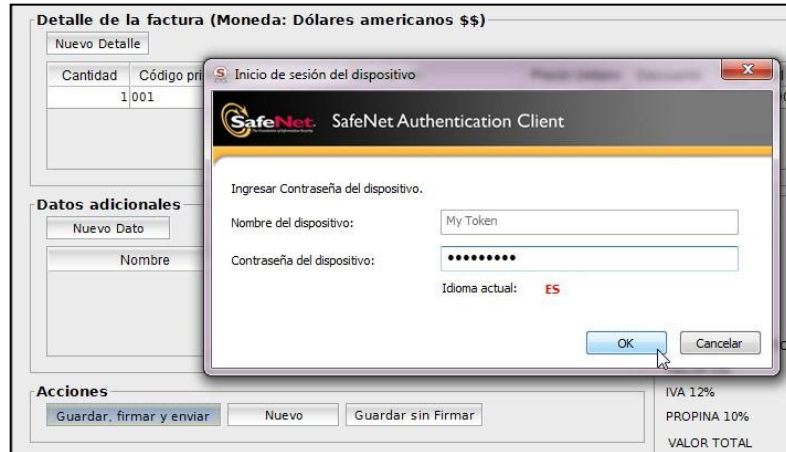 Detalle de la factura (Moneda: Dólares americanos $$)
Nuevo Detalle
Cantidad Código pri
1 001
Inicio de sesión del dispositivo
SafeNet. SafeNet Authentication Client
Ingresar Contraseña del dispositivo.
Nombre del dispositivo: My Token
Contraseña del dispositivo: •••••••••
Idioma actual: ES
OK Cancelar
Datos adicionales
Nuevo Dato
Nombre
Acciones
Guardar, firmar y enviar Nuevo Guardar sin Firmar
IVA 12%
PROPINA 10%
VALOR TOTAL